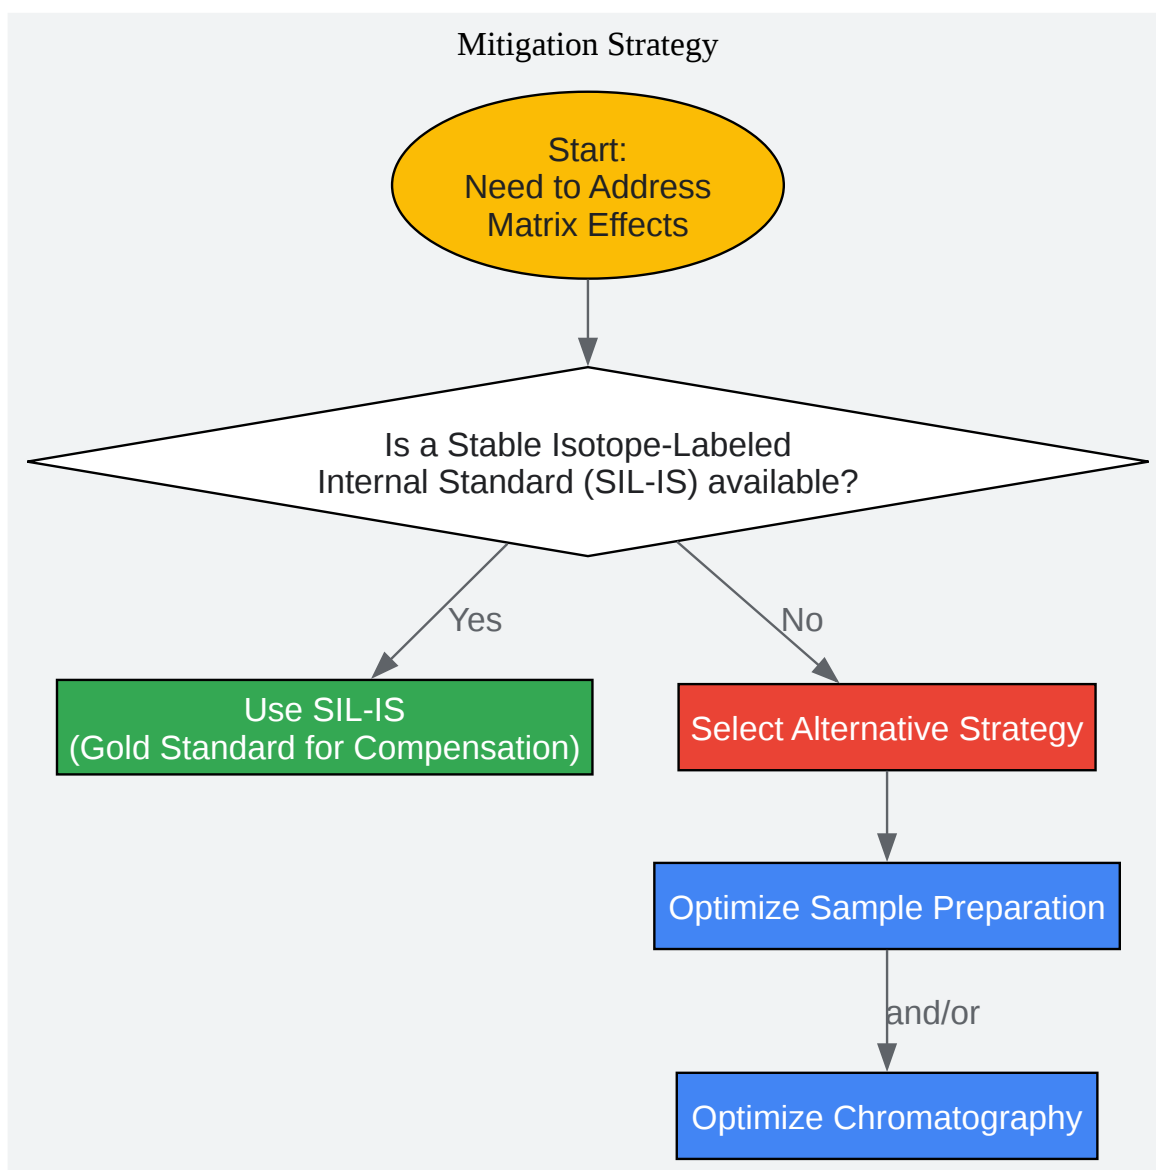 Mitigation Strategy
Start:
Need to Address
Matrix Effects
Is a Stable Isotope-Labeled
Internal Standard (SIL-IS) available?
Yes
No
Use SIL-IS
(Gold Standard for Compensation)
Select Alternative Strategy
Optimize Sample Preparation
and/or
Optimize Chromatography